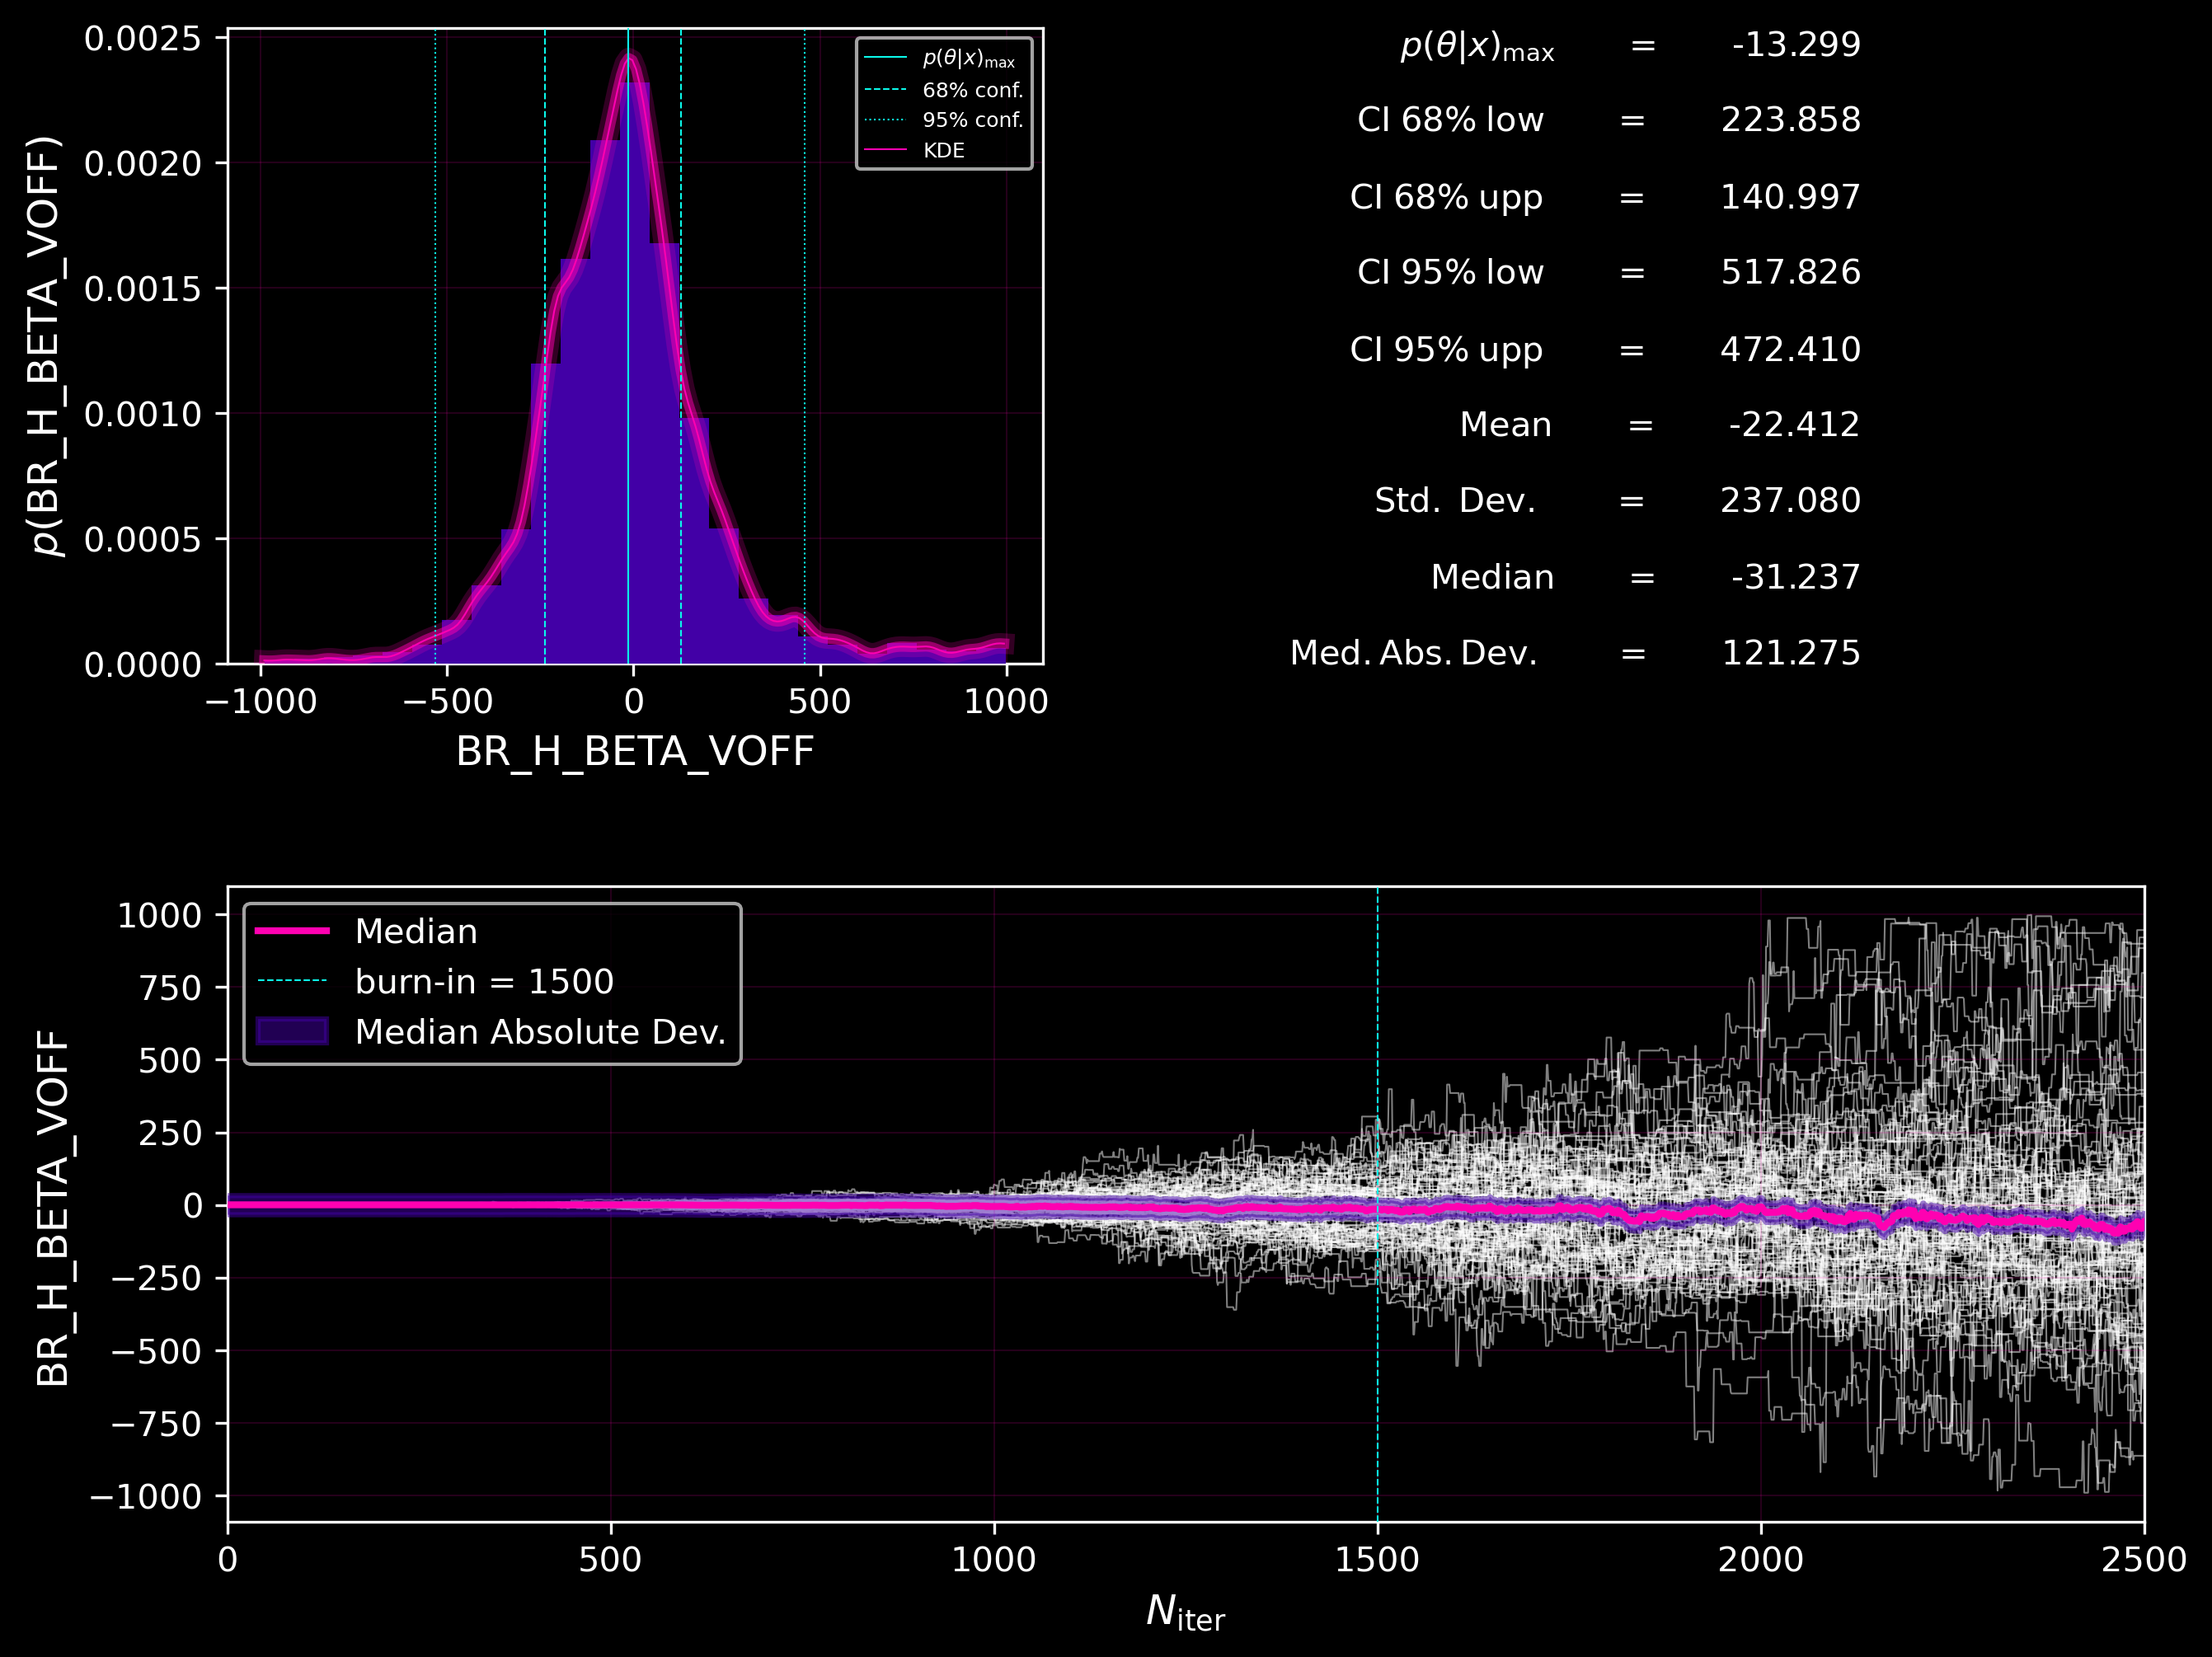 0.0025
0.0020
0.0015
0.0010
0.0005
0.0000
p(BR_H_BETA_VOFF)
−1000 −500 0 500 1000
BR_H_BETA_VOFF
p(θ|x)max
68% conf.
95% conf.
KDE
p(θ|x)max = -13.299
CI 68% low = 223.858
CI 68% upp = 140.997
CI 95% low = 517.826
CI 95% upp = 472.410
Mean = -22.412
Std. Dev. = 237.080
Median = -31.237
Med. Abs. Dev. = 121.275
1000
750
500
250
0
−250
−500
−750
−1000
BR_H_BETA_VOFF
Median
burn-in = 1500
Median Absolute Dev.
0 500 1000 1500 2000 2500
Niter